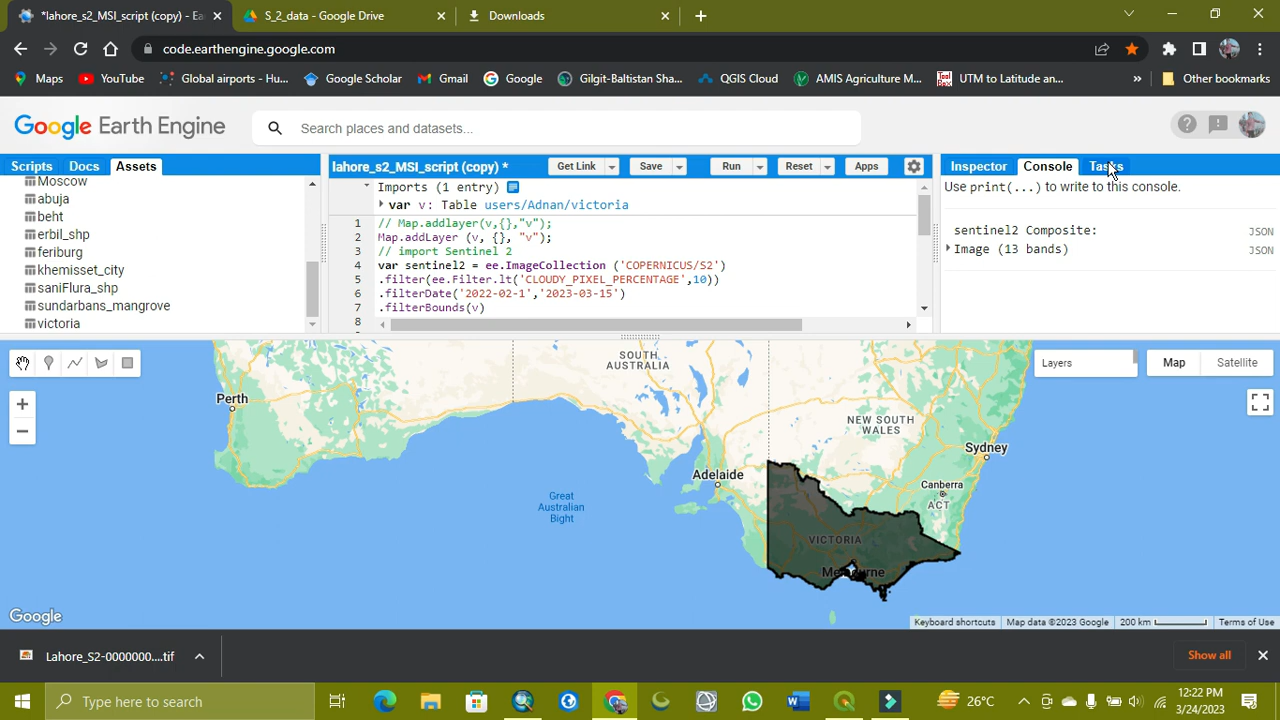 *lahore_s2_MSI_script (copy) - Ea
S_2_data - Google Drive
Downloads
code.earthengine.google.com
Maps
YouTube
Global airports - Hu...
Google Scholar
Gmail
Google
Gilgit-Baltistan Sha...
QGIS Cloud
AMIS Agriculture M...
UTM to Latitude an...
»
Other bookmarks
Google Earth Engine
Search places and datasets...
Scripts
Docs
Assets
lahore_s2_MSI_script (copy) *
Get Link
Save
Run
Reset
Apps
Inspector
Console
Tasks
Moscow
abuja
beht
erbil_shp
feriburg
khemisset_city
saniFlura_shp
sundarbans_mangrove
victoria
Imports (1 entry)
var v: Table users/Adnan/victoria
1 // Map.addlayer(v,{},"v");
2 Map.addLayer (v, {}, "v");
3 // import Sentinel 2
4 var sentinel2 = ee.ImageCollection ('COPERNICUS/S2')
5 .filter(ee.Filter.lt('CLOUDY_PIXEL_PERCENTAGE',10))
6 .filterDate('2022-02-1','2023-03-15')
7 .filterBounds(v)
8
Use print(...) to write to this console.
sentinel2 Composite:
JSON
Image (13 bands)
JSON
SOUTH
AUSTRALIA
Layers
Map
Satellite
Perth
NEW SOUTH
WALES
Sydney
Adelaide
Canberra
ACT
Great
Australian
Bight
VICTORIA
Melbourne
Google
Keyboard shortcuts
Map data ©2023 Google
200 km
Terms of Use
Lahore_S2-0000000....tif
Show all
Type here to search
26°C
12:22 PM
3/24/2023